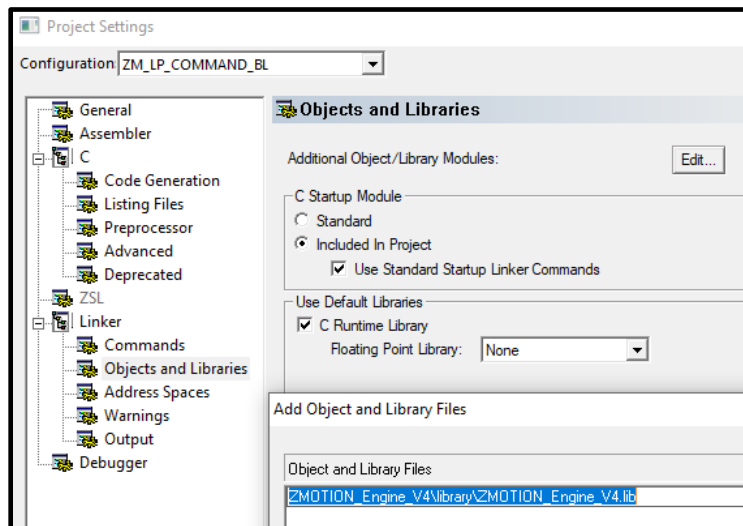 Project Settings
Configuration: ZM_LP_COMMAND_BL
General
Assembler
C
Code Generation
Listing Files
Preprocessor
Advanced
Deprecated
ZSL
Linker
Commands
Objects and Libraries
Address Spaces
Warnings
Output
Debugger
Objects and Libraries
Additional Object/Library Modules:
Edit...
C Startup Module
Standard
Included In Project
Use Standard Startup Linker Commands
Use Default Libraries
C Runtime Library
Floating Point Library: None
Add Object and Library Files
Object and Library Files
ZMOTION_Engine_V4\library\ZMOTION_Engine_V4.lib